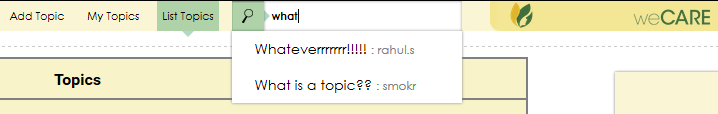 Add Topic My Topics List Topics what weCARE
Whateverrrrrrr!!!!! : rahul.s
What is a topic?? : smokr
Topics